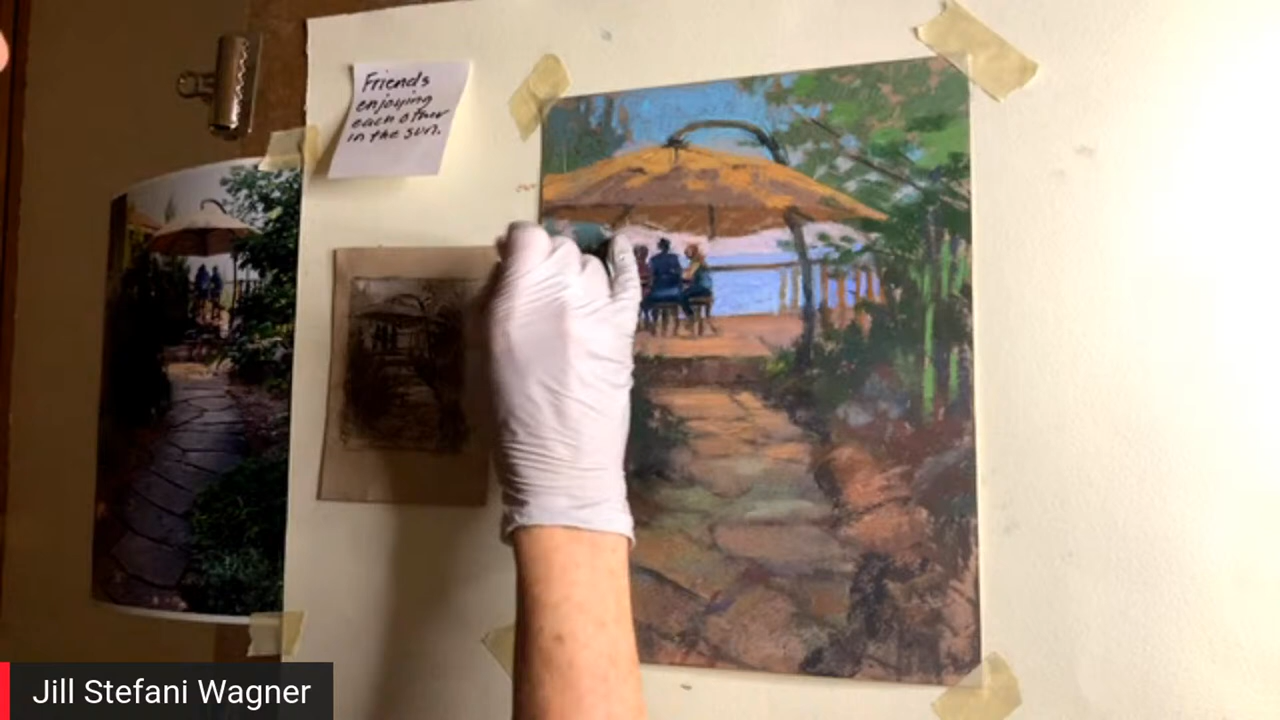 Friends
enjoying
each other
in the sun.
Jill Stefani Wagner